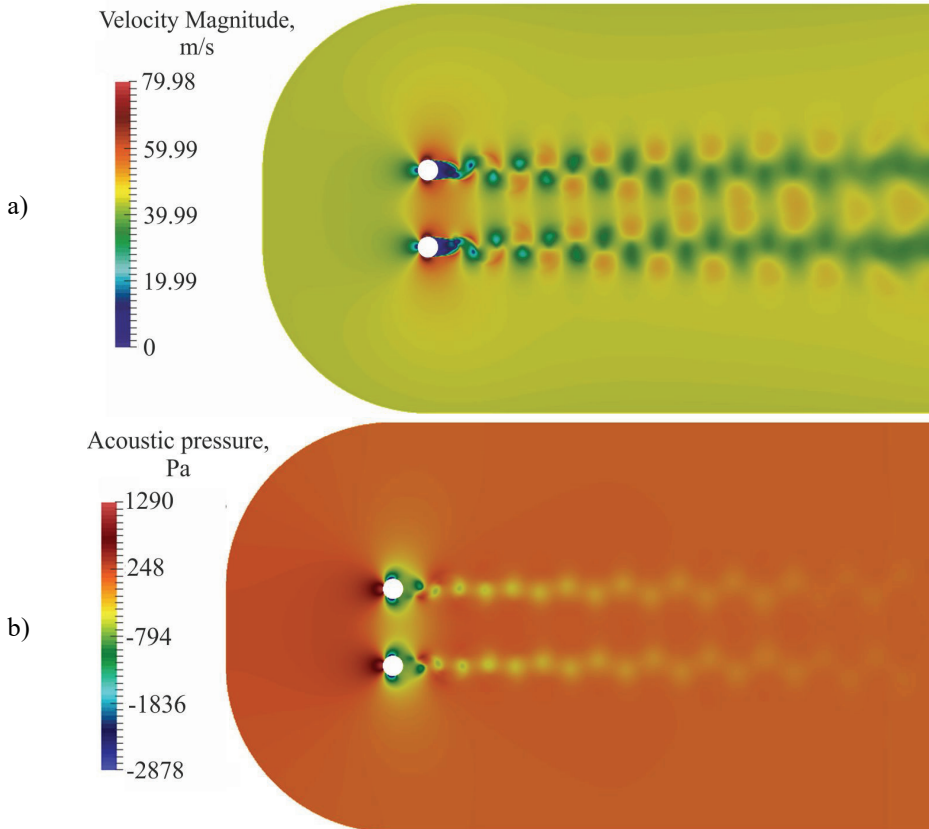 Velocity Magnitude,
m/s
79.98
59.99
39.99
19.99
0
a)
Acoustic pressure,
Pa
1290
248
-794
-1836
-2878
b)